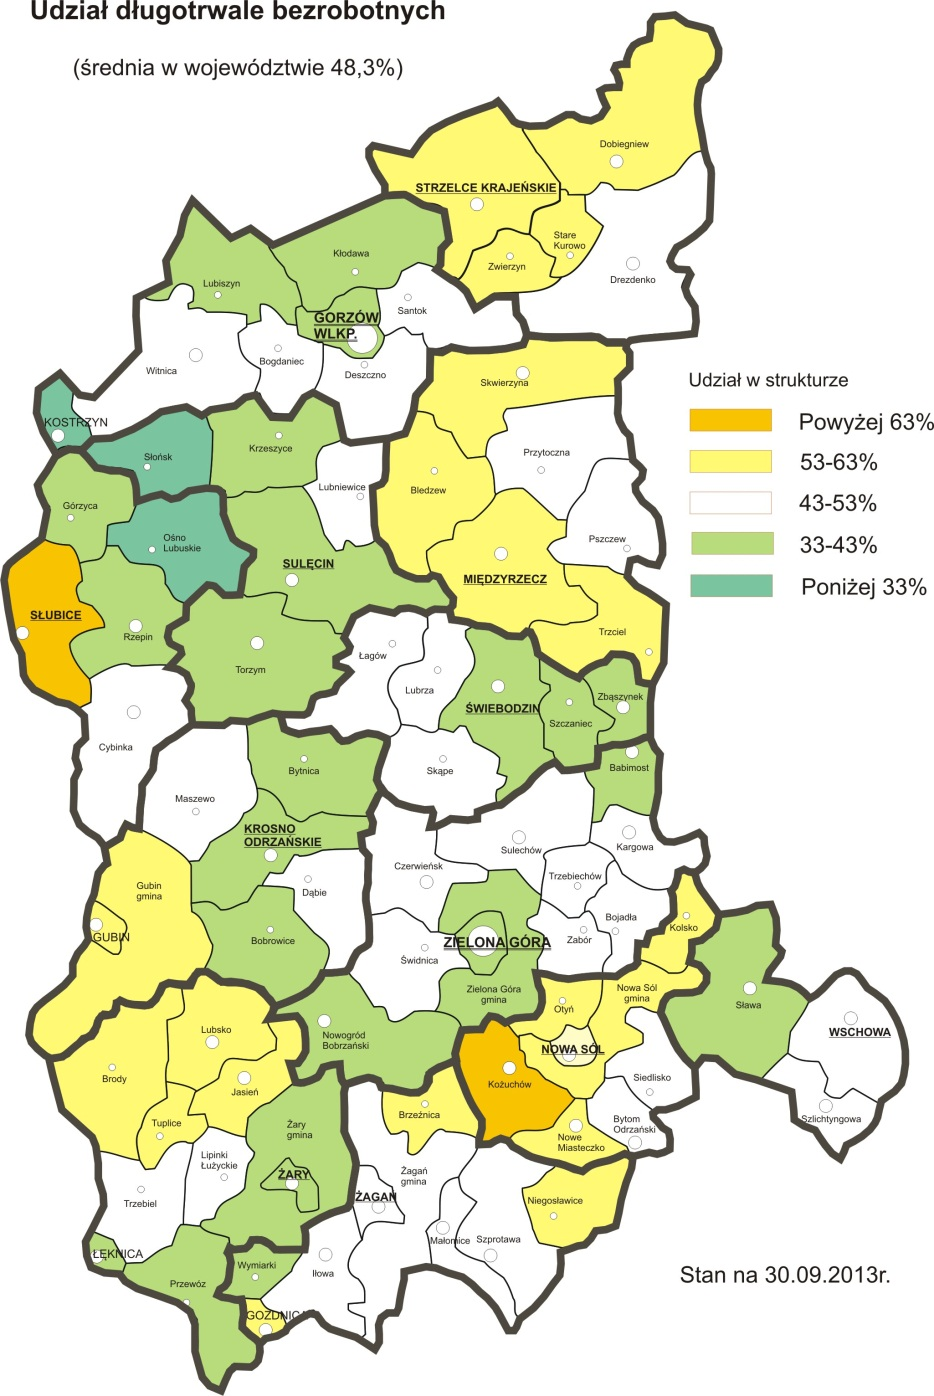 Udział długotrwale bezrobotnych
(średnia w województwie 48,3%)
Dobiegniew
STRZELCE KRAJEŃSKIE
Stare
Kurowo
Zwierzyn
Drezdenko
Kłodawa
Lubiszyn
Santok
GORZÓW
WLKP.
Bogdaniec
Witnica
Deszczno
Skwierzyna
KOSTRZYN
Krzeszyce
Słońsk
Przytoczna
Lubniewice
Bledzew
Górzyca
Ośno
Lubuskie
Pszczew
SULĘCIN
MIĘDZYRZECZ
SŁUBICE
Rzepin
Trzciel
Torzym
Łagów
Lubrza
ŚWIEBODZIN
Zbąszynek
Szczaniec
Cybinka
Skąpe
Babimost
Bytnica
Maszewo
KROSNO
ODRZAŃSKIE
Sulechów
Kargowa
Czerwieńsk
Trzebiechów
Dąbie
Gubin
gmina
Bojadła
Kolsko
GUBIN
Bobrowice
ZIELONA GÓRA
Zabór
Świdnica
Zielona Góra
gmina
Nowa Sól
gmina
Otyń
Sława
WSCHOWA
Lubsko
Nowogród
Bobrzański
NOWA SÓL
Brody
Jasień
Kożuchów
Siedlisko
Szlichtyngowa
Tuplice
Brzeźnica
Bytom
Odrzański
Żary
gmina
Nowe
Miasteczko
Lipinki
Łużyckie
Żagań
gmina
ŻARY
ŻAGAŃ
Trzebiel
Niegosławice
Małomice
Szprotawa
ŁĘKNICA
Wymiarki
Iłowa
Przewóz
GOZDNICA
Udział w strukturze
Powyżej 63%
53-63%
43-53%
33-43%
Poniżej 33%
Stan na 30.09.2013r.